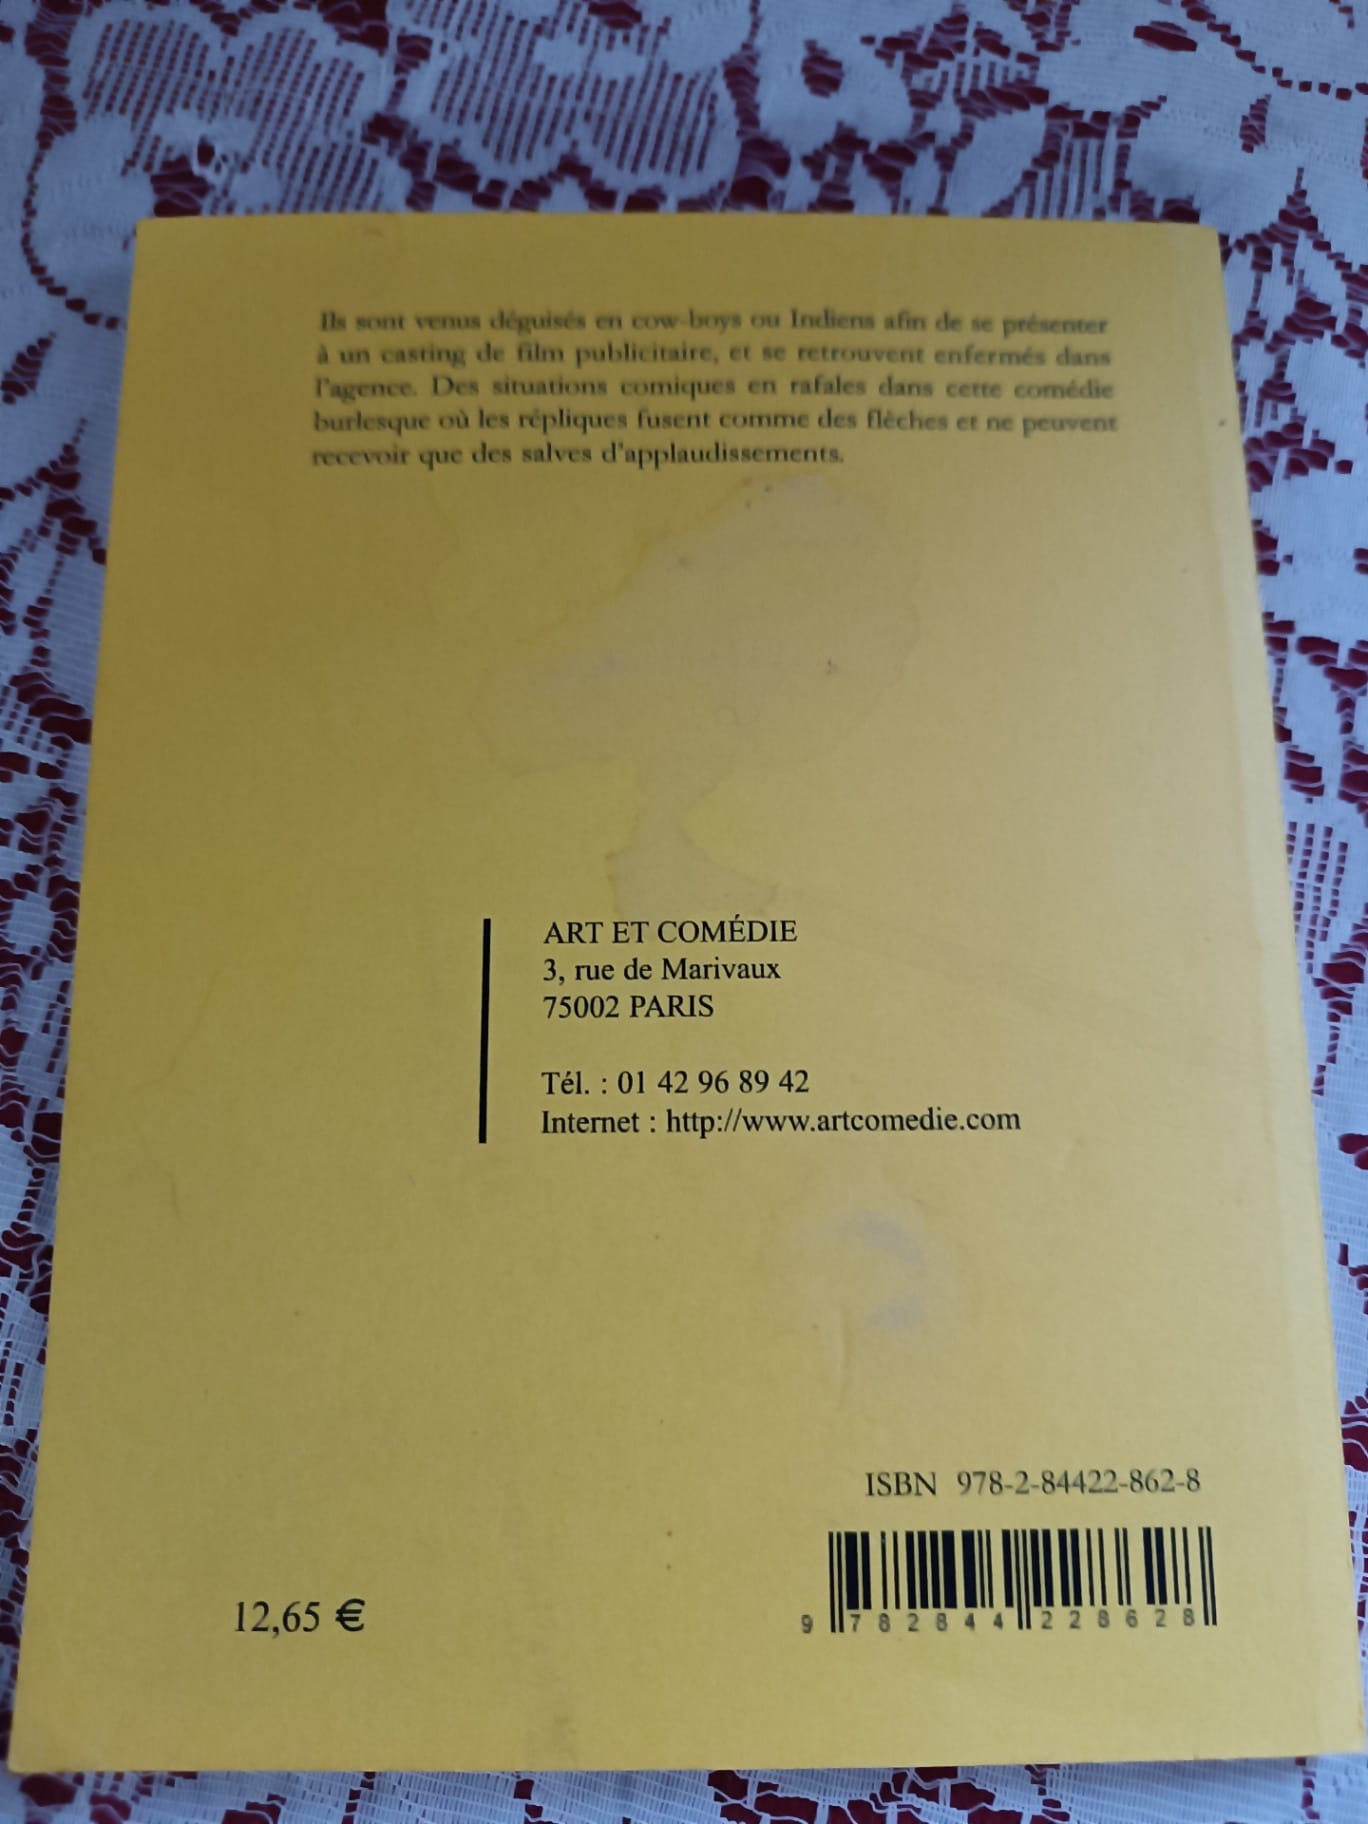 Ils sont venus déguisés en cow-boys ou Indiens afin de se présenter
à un casting de film publicitaire, et se retrouvent enfermés dans
l'agence. Des situations comiques en rafales dans cette comédie
burlesque où les répliques fusent comme des flèches et ne peuvent
recevoir que des salves d'applaudissements.
ART ET COMÉDIE
3, rue de Marivaux
75002 PARIS
Tél. : 01 42 96 89 42
Internet : http://www.artcomedie.com
ISBN 978-2-84422-862-8
9 782844 228628
12,65 €